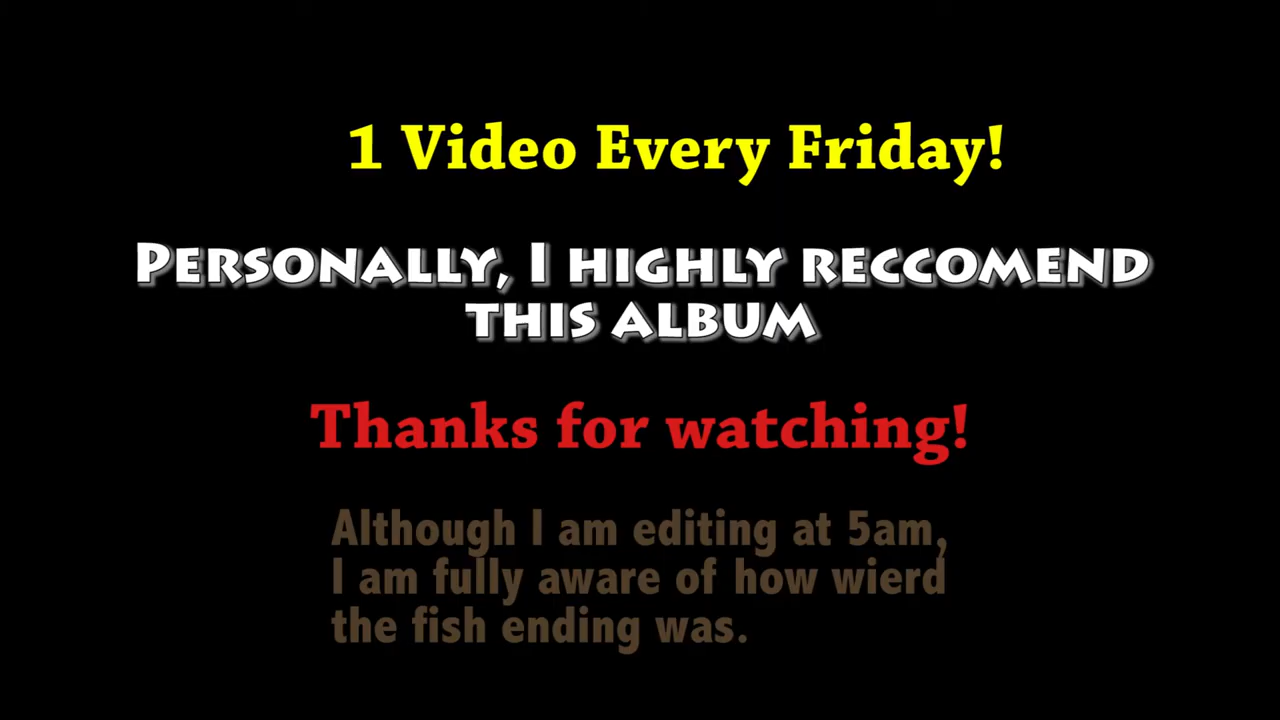 1 Video Every Friday!
Personally, I highly reccomend
this album
Thanks for watching!
Although I am editing at 5am,
I am fully aware of how wierd
the fish ending was.